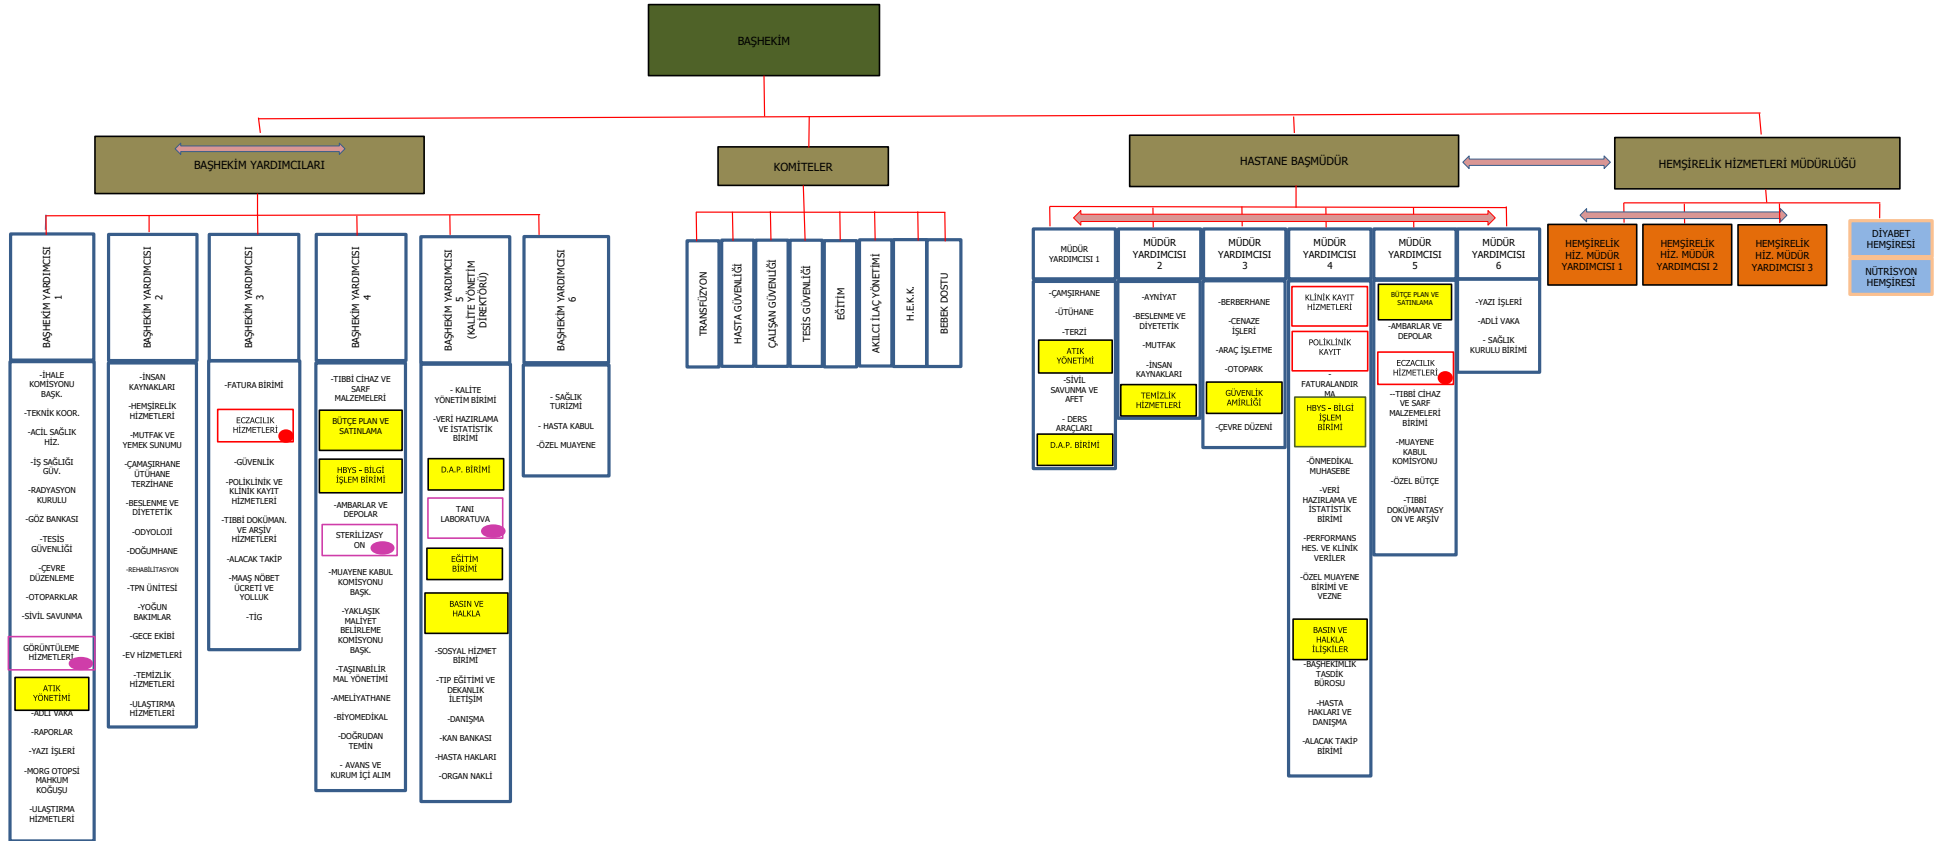 BAŞHEKİM
BAŞHEKİM YARDIMCILARI
KOMİTELER
HASTANE BAŞMÜDÜR
HEMŞİRELİK HİZMETLERİ MÜDÜRLÜĞÜ
BAŞHEKİM YARDIMCISI
1
-İHALE
KOMİSYONU
BAŞK.
-TEKNİK KOOR.
-ACİL SAĞLIK
HİZ.
-İŞ SAĞLIĞI
GÜV.
-RADYASYON
KURULU
-GÖZ BANKASI
-TESİS
GÜVENLİĞİ
-ÇEVRE
DÜZENLEME
-OTOPARKLAR
-SİVİL SAVUNMA
GÖRÜNTÜLEME
HİZMETLERİ
ATIK
YÖNETİMİ
-ADLİ VAKA
-RAPORLAR
-YAZI İŞLERİ
-MORG OTOPSİ
MAHKUM
KOĞUŞU
-ULAŞTIRMA
HİZMETLERİ
BAŞHEKİM YARDIMCISI
2
-İNSAN
KAYNAKLARI
-HEMŞİRELİK
HİZMETLERİ
-MUTFAK VE
YEMEK SUNUMU
-ÇAMAŞIRHANE
ÜTÜHANE
TERZİHANE
-BESLENME VE
DİYETETİK
-ODYOLOJİ
-DOĞUMHANE
-REHABİLİTASYON
-TPN ÜNİTESİ
-YOĞUN
BAKIMLAR
-GECE EKİBİ
-EV HİZMETLERİ
-TEMİZLİK
HİZMETLERİ
-ULAŞTIRMA
HİZMETLERİ
BAŞHEKİM YARDIMCISI
3
-FATURA BİRİMİ
ECZACILIK
HİZMETLERİ
-GÜVENLİK
-POLİKLİNİK VE
KLİNİK KAYIT
HİZMETLERİ
-TIBBİ DOKÜMAN.
VE ARŞİV
HİZMETLERİ
-ALACAK TAKİP
-MAAŞ NÖBET
ÜCRETİ VE
YOLLUK
-TİG
BAŞHEKİM YARDIMCISI
4
-TIBBİ CİHAZ VE
SARF
MALZEMELERİ
BÜTÇE PLAN VE
SATINLAMA
HBYS - BİLGİ
İŞLEM BİRİMİ
-AMBARLAR VE
DEPOLAR
STERİLİZASY
ON
-MUAYENE KABUL
KOMİSYONU
BAŞK.
-YAKLAŞIK
MALİYET
BELİRLEME
KOMİSYONU
BAŞK.
-TAŞINABİLİR
MAL YÖNETİMİ
-AMELİYATHANE
-BİYOMEDİKAL
-DOĞRUDAN
TEMİN
- AVANS VE
KURUM İÇİ ALIM
BAŞHEKİM YARDIMCISI
5
(KALİTE YÖNETİM
DİREKTÖRÜ)
- KALİTE
YÖNETİM BİRİMİ
-VERİ HAZIRLAMA
VE İSTATİSTİK
BİRİMİ
D.A.P. BİRİMİ
TANI
LABORATUVA
EĞİTİM
BİRİMİ
BASIN VE
HALKLA
-SOSYAL HİZMET
BİRİMİ
-TIP EĞİTİMİ VE
DEKANLIK
İLETİŞİM
-DANIŞMA
-KAN BANKASI
-HASTA HAKLARI
-ORGAN NAKLİ
BAŞHEKİM YARDIMCISI
6
- SAĞLIK
TURİZMİ
- HASTA KABUL
-ÖZEL MUAYENE
TRANSFÜZYON
HASTA GÜVENLİĞİ
ÇALIŞAN GÜVENLİĞİ
TESİS GÜVENLİĞİ
EĞİTİM
AKILCI İLAÇ YÖNETİMİ
H.E.K.K.
BEBEK DOSTU
MÜDÜR
YARDIMCISI 1
-ÇAMŞIRHANE
-ÜTÜHANE
-TERZİ
ATIK
YÖNETİMİ
-SİVİL
SAVUNMA VE
AFET
- DERS
ARAÇLARI
D.A.P. BİRİMİ
MÜDÜR
YARDIMCISI
2
-AYNİYAT
-BESLENME VE
DİYETETİK
-MUTFAK
-İNSAN
KAYNAKLARI
TEMİZLİK
HİZMETLERİ
MÜDÜR
YARDIMCISI
3
-BERBERHANE
-CENAZE
İŞLERİ
-ARAÇ İŞLETME
-OTOPARK
GÜVENLİK
AMİRLİĞİ
-ÇEVRE DÜZENİ
MÜDÜR
YARDIMCISI
4
KLİNİK KAYIT
HİZMETLERİ
POLİKLİNİK
KAYIT
-
FATURALANDIR
MA
HBYS - BİLGİ
İŞLEM
BİRİMİ
-ÖNMEDİKAL
MUHASEBE
-VERİ
HAZIRLAMA VE
İSTATİSTİK
BİRİMİ
-PERFORMANS
HES. VE KLİNİK
VERİLER
-ÖZEL MUAYENE
BİRİMİ VE
VEZNE
BASIN VE
HALKLA
İLİŞKİLER
-BAŞHEKİMLİK
TASDİK
BÜROSU
-HASTA
HAKLARI VE
DANIŞMA
-ALACAK TAKİP
BİRİMİ
MÜDÜR
YARDIMCISI
5
BÜTÇE PLAN VE
SATINLAMA
-AMBARLAR VE
DEPOLAR
ECZACILIK
HİZMETLERİ
--TIBBİ CİHAZ
VE SARF
MALZEMELERİ
BİRİMİ
-MUAYENE
KABUL
KOMİSYONU
-ÖZEL BÜTÇE
-TIBBİ
DOKÜMANTASY
ON VE ARŞİV
MÜDÜR
YARDIMCISI
6
-YAZI İŞLERİ
-ADLİ VAKA
- SAĞLIK
KURULU BİRİMİ
HEMŞİRELİK
HİZ. MÜDÜR
YARDIMCISI 1
HEMŞİRELİK
HİZ. MÜDÜR
YARDIMCISI 2
HEMŞİRELİK
HİZ. MÜDÜR
YARDIMCISI 3
DİYABET
HEMŞİRESİ
NÜTRİSYON
HEMŞİRESİ